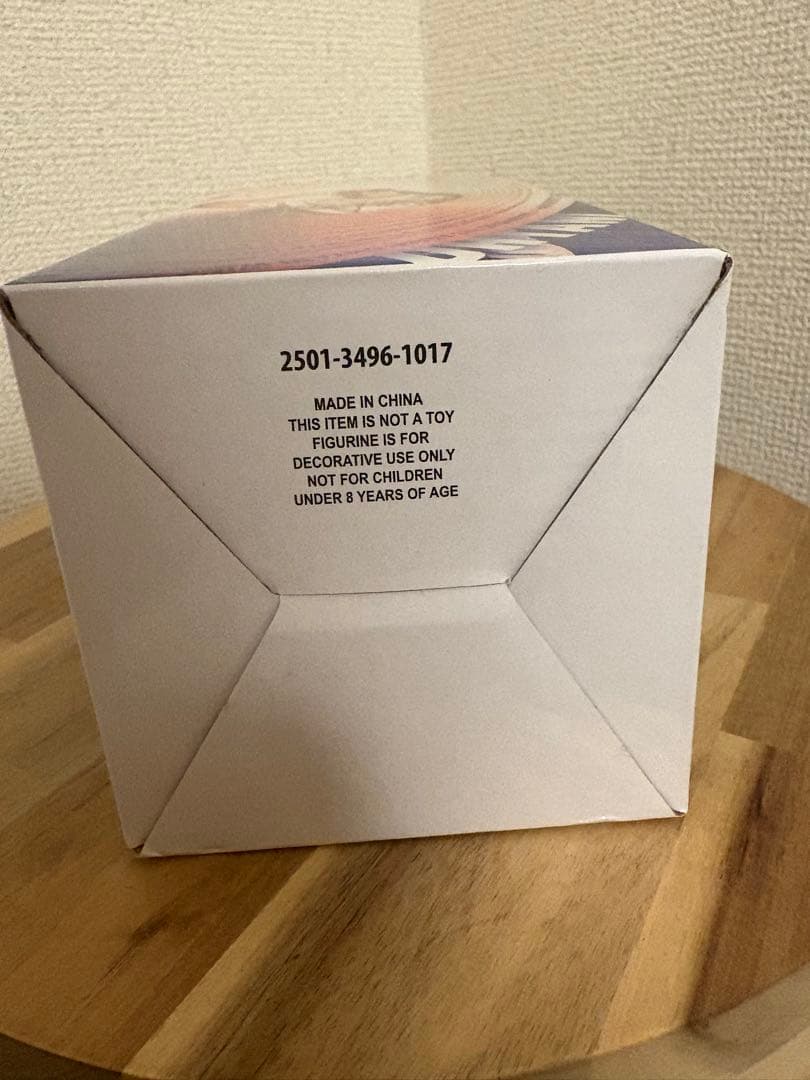 2501-3496-1017
MADE IN CHINA
THIS ITEM IS NOT A TOY
FIGURINE IS FOR
DECORATIVE USE ONLY
NOT FOR CHILDREN
UNDER 8 YEARS OF AGE